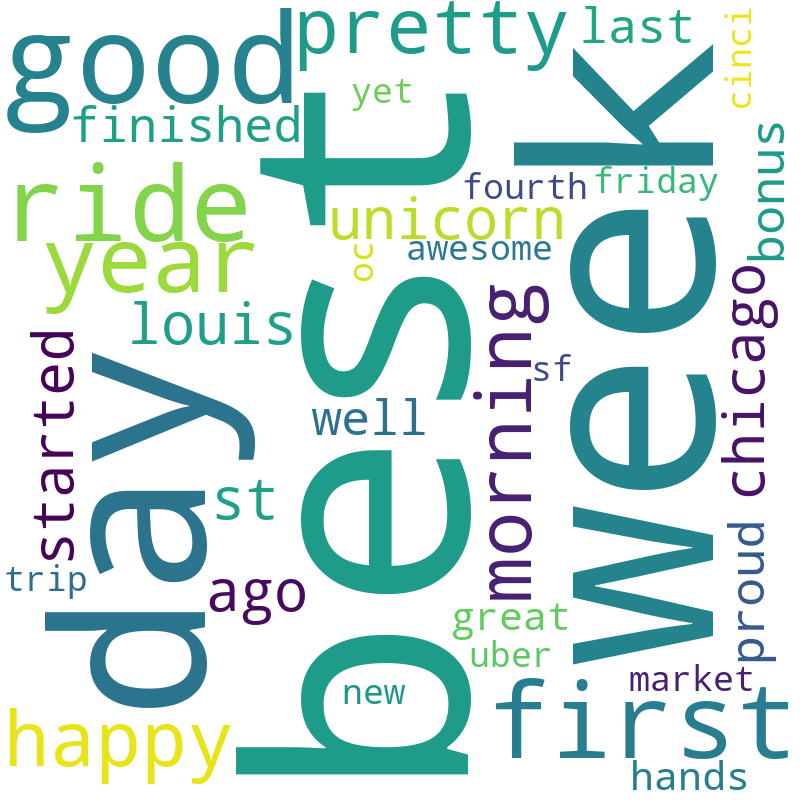 good
pretty
last
cinci
yet
finished
best
week
bonus
ride
fourth
friday
unicorn
year
oc
awesome
louis
chicago
morning
started
day
sf
well
st
proud
trip
ago
great
uber
new
market
happy
first
hands